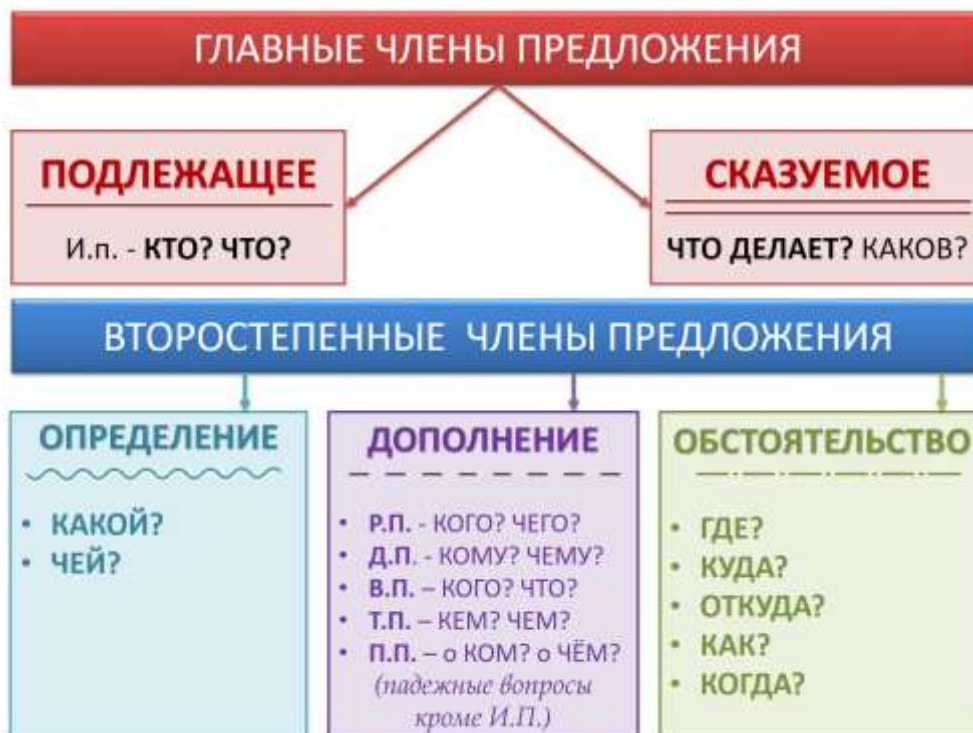 ГЛАВНЫЕ ЧЛЕНЫ ПРЕДЛОЖЕНИЯ
ПОДЛЕЖАЩЕЕ
И.п. - КТО? ЧТО?
СКАЗУЕМОЕ
ЧТО ДЕЛАЕТ? КАКОВ?
ВТОРОСТЕПЕННЫЕ ЧЛЕНЫ ПРЕДЛОЖЕНИЯ
ОПРЕДЕЛЕНИЕ
• КАКОЙ?
• ЧЕЙ?
ДОПОЛНЕНИЕ
• Р.П. - КОГО? ЧЕГО?
• Д.П. - КОМУ? ЧЕМУ?
• В.П. – КОГО? ЧТО?
• Т.П. – КЕМ? ЧЕМ?
• П.П. – о КОМ? о ЧЁМ?
(падежные вопросы
кроме И.П.)
ОБСТОЯТЕЛЬСТВО
• ГДЕ?
• КУДА?
• ОТКУДА?
• КАК?
• КОГДА?